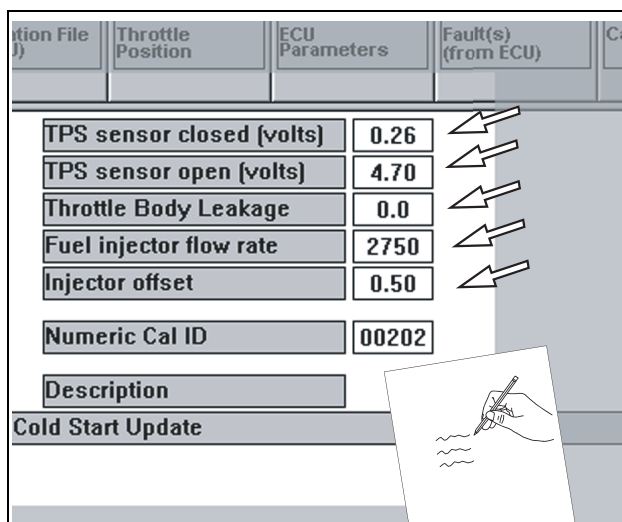 ation File Throttle ECU Fault(s)
Position Parameters (from ECU)
TPS sensor closed (volts) 0.26
TPS sensor open (volts) 4.70
Throttle Body Leakage 0.0
Fuel injector flow rate 2750
Injector offset 0.50
Numeric Cal ID 00202
Description
Cold Start Update